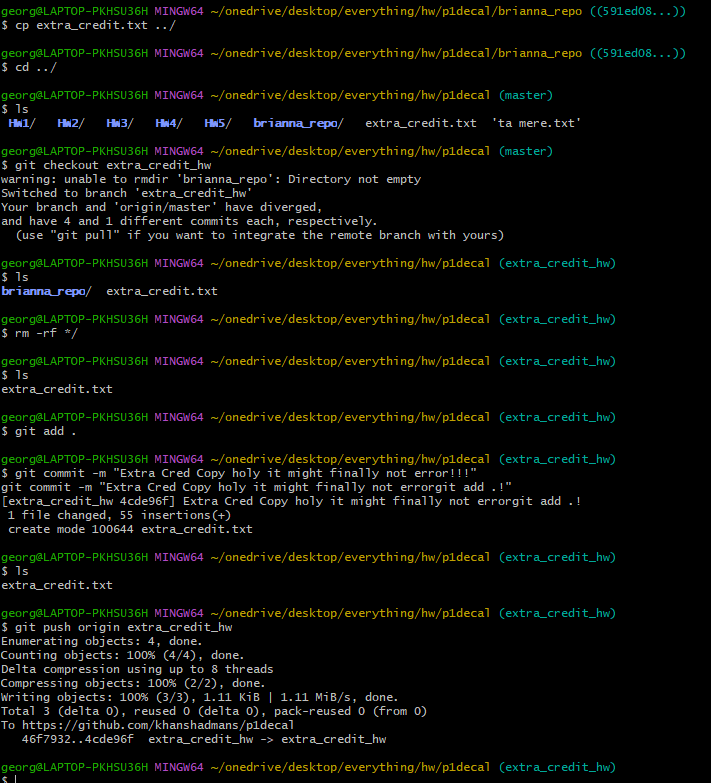 georg@LAPTOP-PKHSU36H MINGW64 ~/onedrive/desktop/everything/hw/p1decal/brianna_repo ((591ed08...))
$ cp extra_credit.txt ../
georg@LAPTOP-PKHSU36H MINGW64 ~/onedrive/desktop/everything/hw/p1decal/brianna_repo ((591ed08...))
$ cd ../
georg@LAPTOP-PKHSU36H MINGW64 ~/onedrive/desktop/everything/hw/p1decal (master)
$ ls
HW1/ HW2/ HW3/ HW4/ HW5/ brianna_repo/ extra_credit.txt 'ta mere.txt'
georg@LAPTOP-PKHSU36H MINGW64 ~/onedrive/desktop/everything/hw/p1decal (master)
$ git checkout extra_credit_hw
warning: unable to rmdir 'brianna_repo': Directory not empty
Switched to branch 'extra_credit_hw'
Your branch and 'origin/master' have diverged,
and have 4 and 1 different commits each, respectively.
(use "git pull" if you want to integrate the remote branch with yours)
georg@LAPTOP-PKHSU36H MINGW64 ~/onedrive/desktop/everything/hw/p1decal (extra_credit_hw)
$ ls
brianna_repo/ extra_credit.txt
georg@LAPTOP-PKHSU36H MINGW64 ~/onedrive/desktop/everything/hw/p1decal (extra_credit_hw)
$ rm -rf */
georg@LAPTOP-PKHSU36H MINGW64 ~/onedrive/desktop/everything/hw/p1decal (extra_credit_hw)
$ ls
extra_credit.txt
georg@LAPTOP-PKHSU36H MINGW64 ~/onedrive/desktop/everything/hw/p1decal (extra_credit_hw)
$ git add .
georg@LAPTOP-PKHSU36H MINGW64 ~/onedrive/desktop/everything/hw/p1decal (extra_credit_hw)
$ git commit -m "Extra Cred Copy holy it might finally not error!!!"
git commit -m "Extra Cred Copy holy it might finally not errorgit add .!"
[extra_credit_hw 4cde96f] Extra Cred Copy holy it might finally not errorgit add .!
1 file changed, 55 insertions(+)
create mode 100644 extra_credit.txt
georg@LAPTOP-PKHSU36H MINGW64 ~/onedrive/desktop/everything/hw/p1decal (extra_credit_hw)
$ ls
extra_credit.txt
georg@LAPTOP-PKHSU36H MINGW64 ~/onedrive/desktop/everything/hw/p1decal (extra_credit_hw)
$ git push origin extra_credit_hw
Enumerating objects: 4, done.
Counting objects: 100% (4/4), done.
Delta compression using up to 8 threads
Compressing objects: 100% (2/2), done.
Writing objects: 100% (3/3), 1.11 KiB | 1.11 MiB/s, done.
Total 3 (delta 0), reused 0 (delta 0), pack-reused 0 (from 0)
To https://github.com/khanshadmans/p1decal
46f7932..4cde96f extra_credit_hw -> extra_credit_hw
georg@LAPTOP-PKHSU36H MINGW64 ~/onedrive/desktop/everything/hw/p1decal (extra_credit_hw)
$